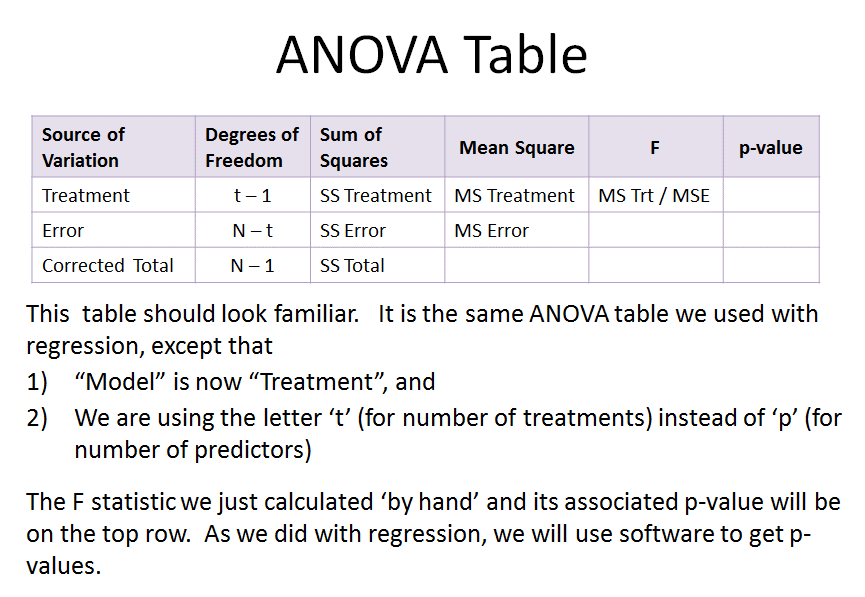 ANOVA Table
Source of Variation Degrees of Freedom Sum of Squares Mean Square F p-value
Treatment t – 1 SS Treatment MS Treatment MS Trt / MSE
Error N – t SS Error MS Error
Corrected Total N – 1 SS Total
This table should look familiar. It is the same ANOVA table we used with
regression, except that
1) “Model” is now “Treatment”, and
2) We are using the letter ‘t’ (for number of treatments) instead of ‘p’ (for
number of predictors)
The F statistic we just calculated ‘by hand’ and its associated p-value will be
on the top row. As we did with regression, we will use software to get p-
values.